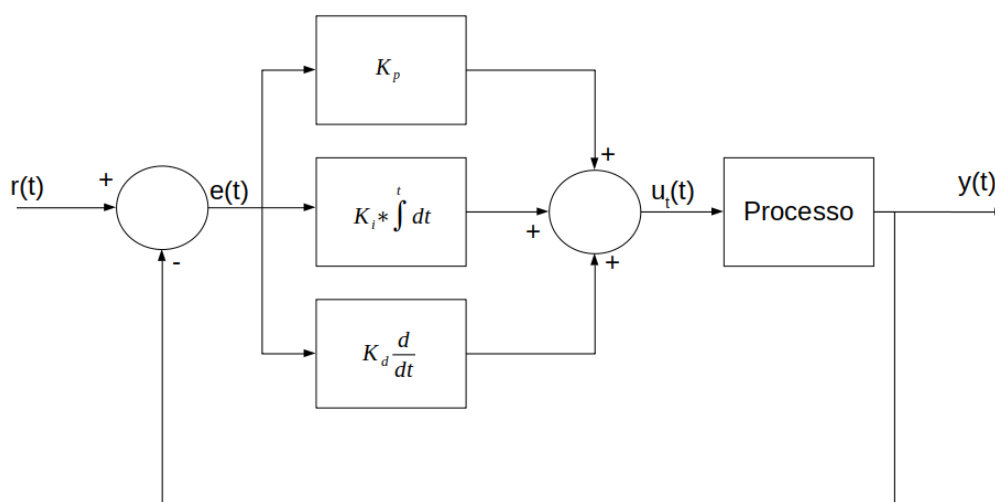 K_p
r(t)
+
e(t)
+
K_i * ∫^t dt
+
u_t(t)
Processo
y(t)
-
+
K_d d/dt